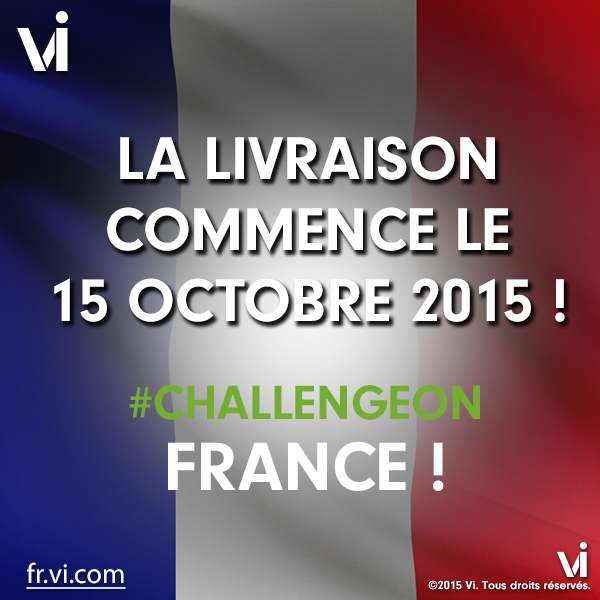 Vi
LA LIVRAISON
COMMENCE LE
15 OCTOBRE 2015 !
#CHALLENGEON
FRANCE !
fr.vi.com
Vi
©2015 Vi. Tous droits réservés.